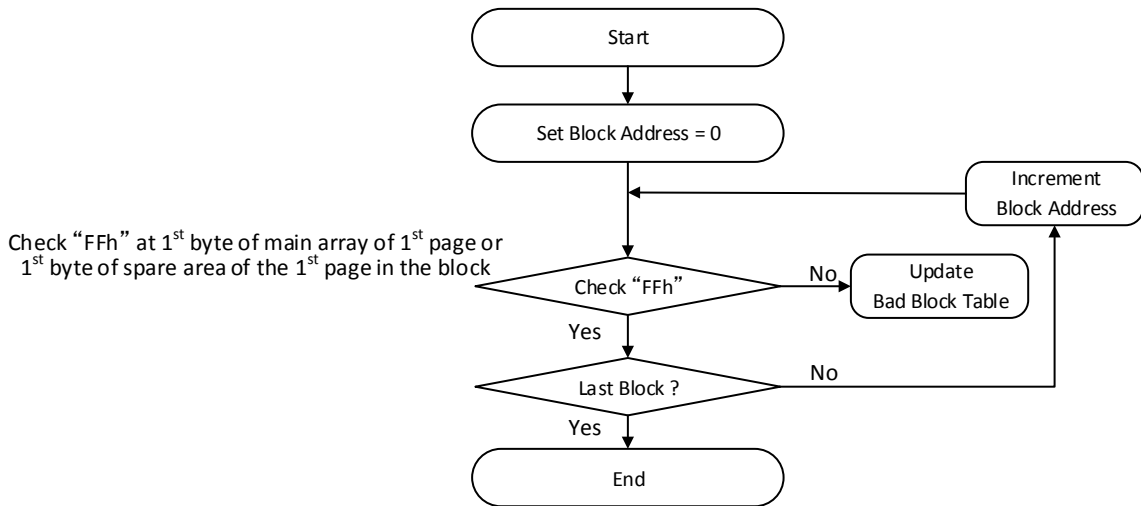 Start
Set Block Address = 0
Increment
Block Address
Check “FFh” at 1st byte of main array of 1st page or
1st byte of spare area of the 1st page in the block
Check “FFh”
No
Update
Bad Block Table
Yes
Last Block ?
No
Yes
End